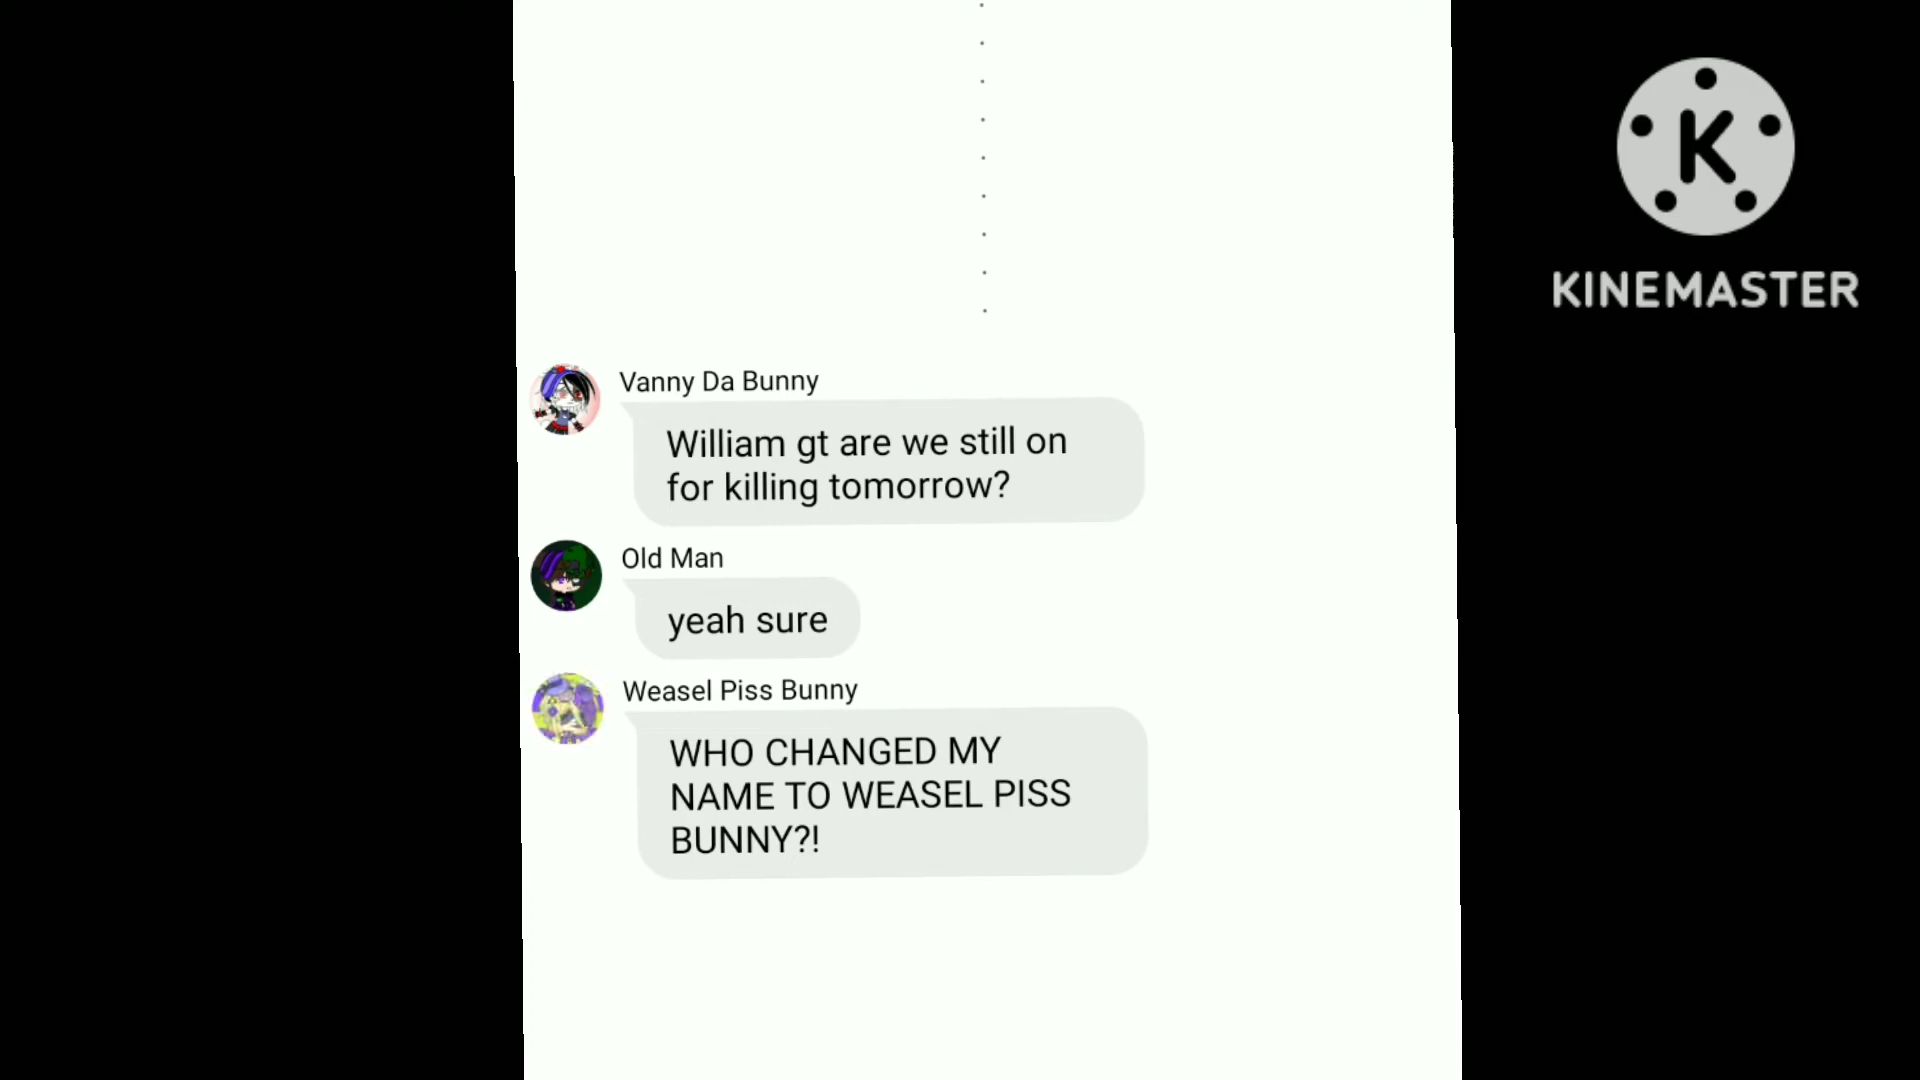 K
KINEMASTER
Vanny Da Bunny
William gt are we still on
for killing tomorrow?
Old Man
yeah sure
Weasel Piss Bunny
WHO CHANGED MY
NAME TO WEASEL PISS
BUNNY?!